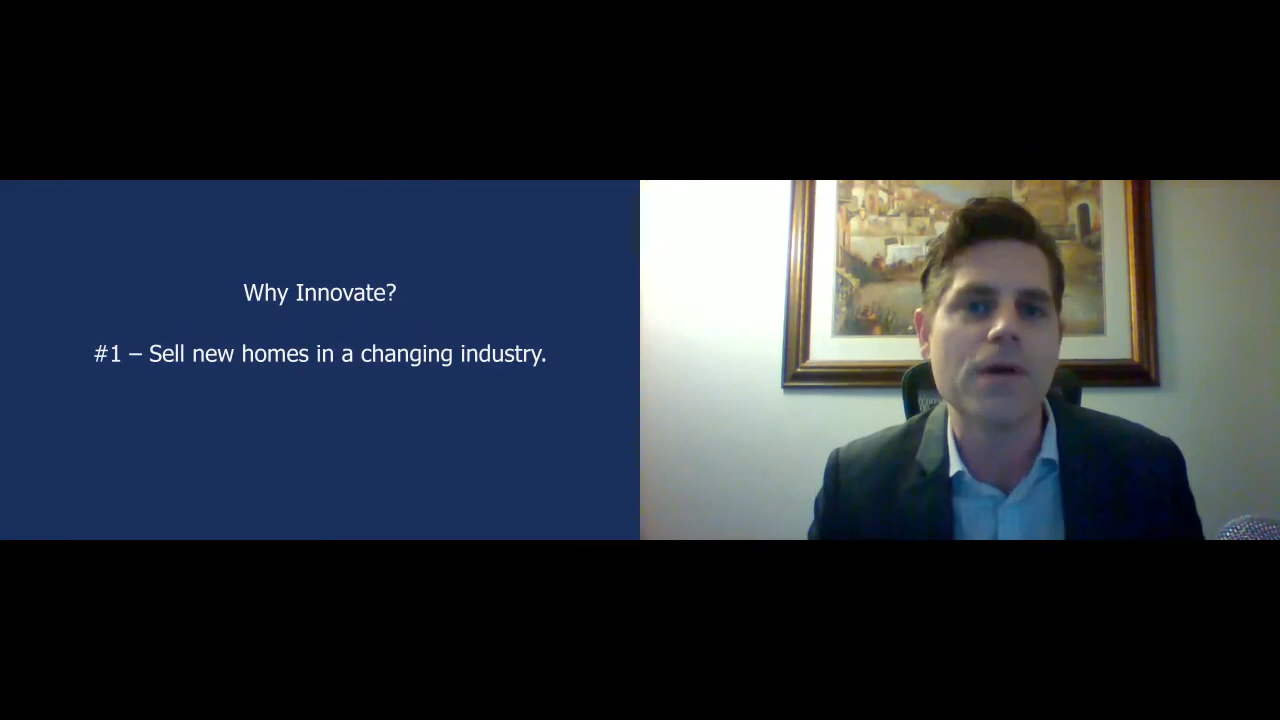 Why Innovate?
#1 – Sell new homes in a changing industry.